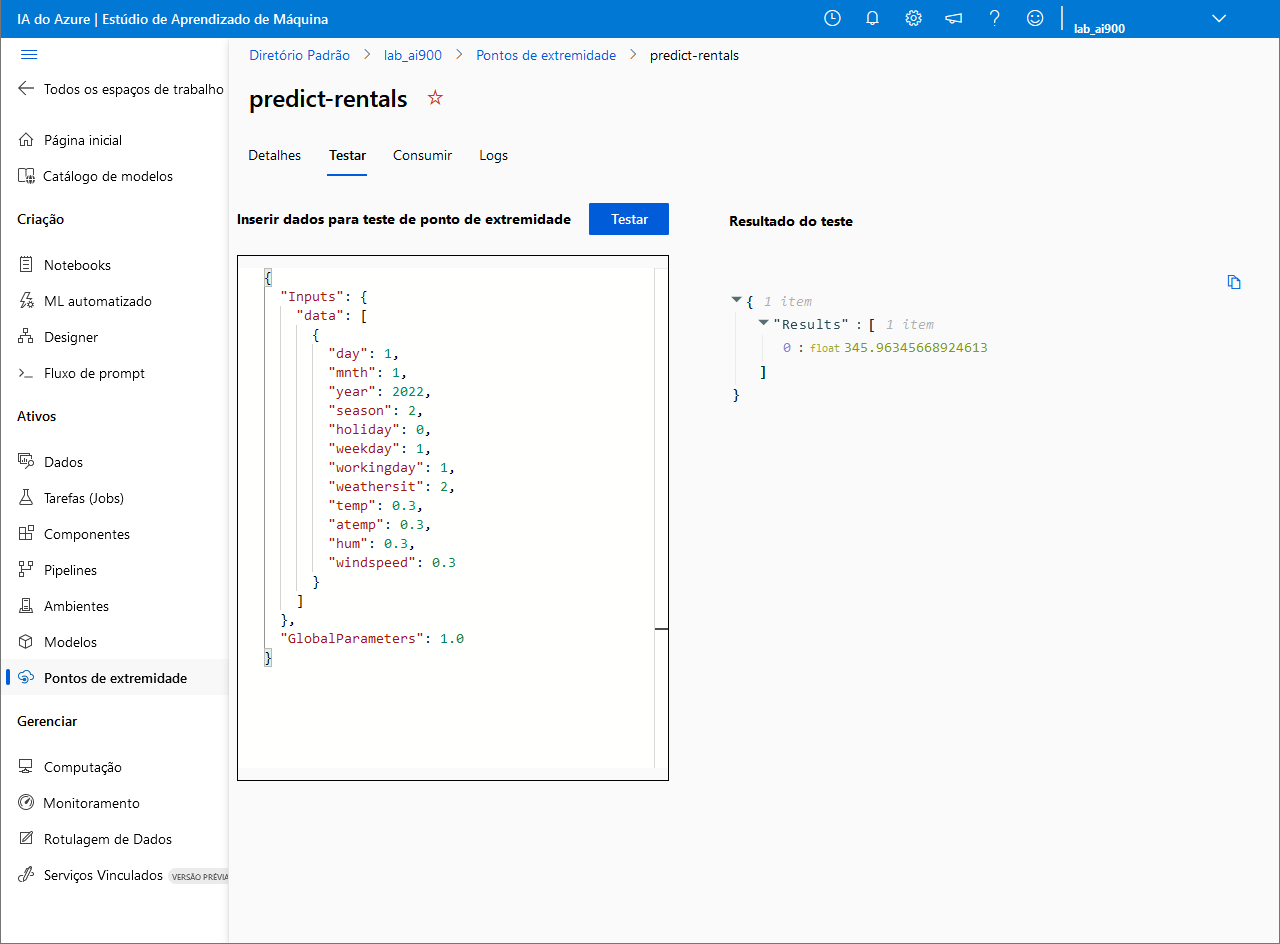 IA do Azure | Estúdio de Aprendizado de Máquina
lab_ai900
Todos os espaços de trabalho
Página inicial
Catálogo de modelos
Criação
Notebooks
ML automatizado
Designer
Fluxo de prompt
Ativos
Dados
Tarefas (Jobs)
Componentes
Pipelines
Ambientes
Modelos
Pontos de extremidade
Gerenciar
Computação
Monitoramento
Rotulagem de Dados
Serviços Vinculados VERSÃO PRÉVIA
Diretório Padrão > lab_ai900 > Pontos de extremidade > predict-rentals
predict-rentals
Detalhes Testar Consumir Logs
Inserir dados para teste de ponto de extremidade Testar
{
"Inputs": {
"data": [
{
"day": 1,
"mnth": 1,
"year": 2022,
"season": 2,
"holiday": 0,
"weekday": 1,
"workingday": 1,
"weathersit": 2,
"temp": 0.3,
"atemp": 0.3,
"hum": 0.3,
"windspeed": 0.3
}
]
},
"GlobalParameters": 1.0
}
Resultado do teste
{ 1 item
"Results" : [ 1 item
0 : float 345.96345668924613
]
}